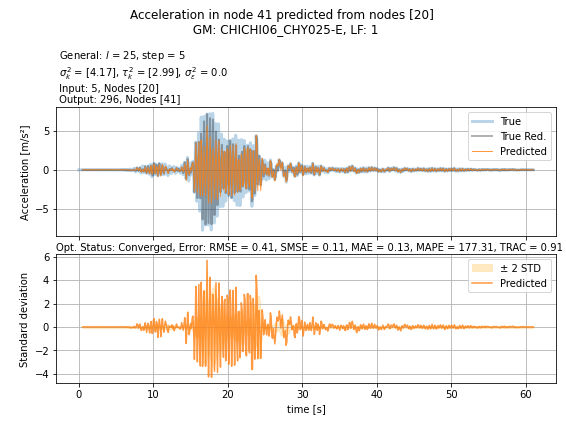 Acceleration in node 41 predicted from nodes [20]
GM: CHICHI06_CHY025-E, LF: 1
General: l = 25, step = 5
σ²ₖ = [4.17], τ²ₖ = [2.99], σ²ε = 0.0
Input: 5, Nodes [20]
Output: 296, Nodes [41]
True
True Red.
Predicted
5
0
−5
Acceleration [m/s²]
Opt. Status: Converged, Error: RMSE = 0.41, SMSE = 0.11, MAE = 0.13, MAPE = 177.31, TRAC = 0.91
± 2 STD
Predicted
6
4
2
0
−2
−4
Standard deviation
0 10 20 30 40 50 60
time [s]